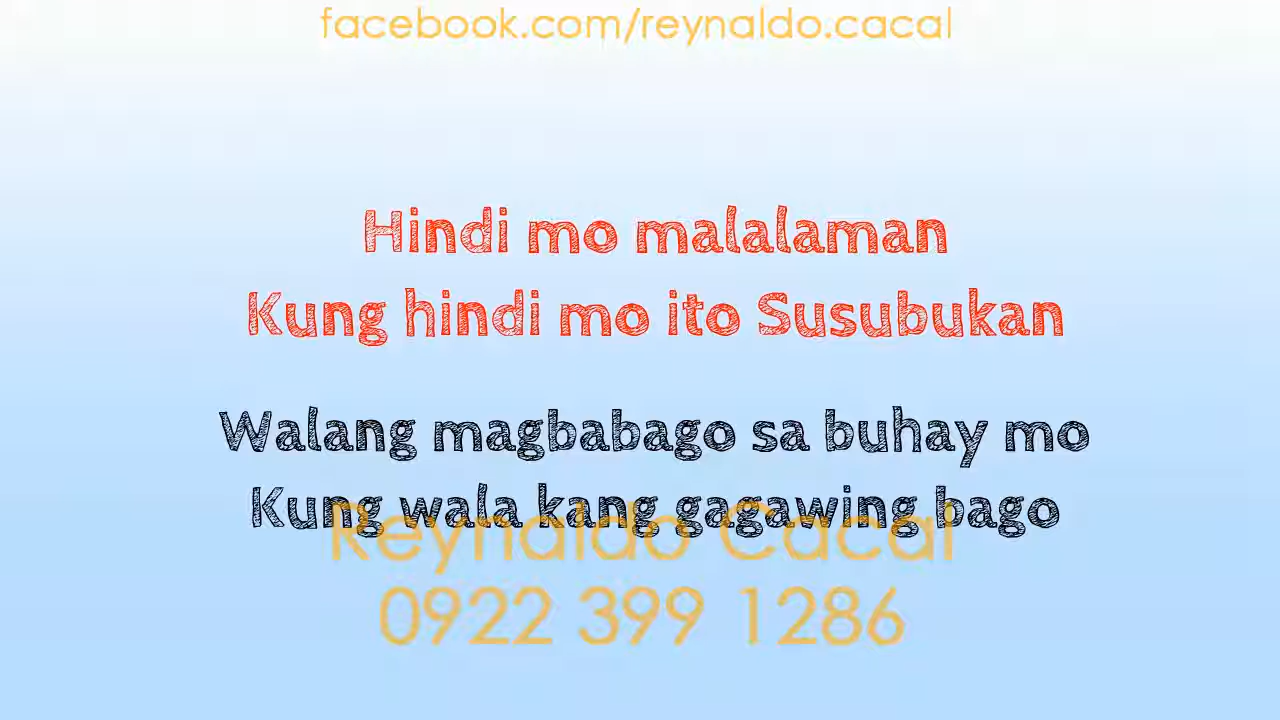 facebook.com/reynaldo.cacal
Hindi mo malalaman
Kung hindi mo ito Susubukan
Walang magbabago sa buhay mo
Kung wala kang gagawing bago
Reynaldo Cacal
0922 399 1286